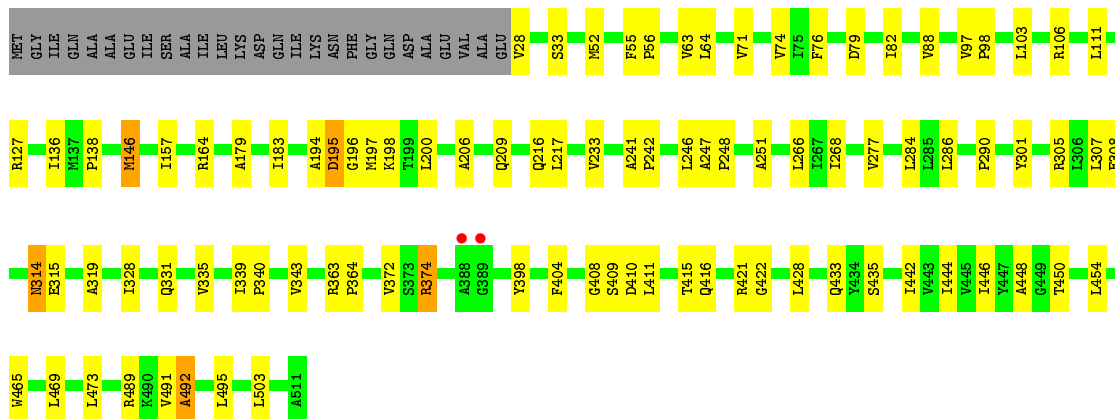 MET GLY ILE GLN ALA ALA GLU ILE SER ALA ILE LEU LYS ASP GLN ILE LYS ASN PHE GLY GLN ASP ALA GLU VAL ALA GLU V28 S33 M52 F55 P56 V63 L64 V71 V74 I75 F76 D79 I82 V88 V97 P98 L103 R106 L111
R127 I136 M137 P138 M146 I157 R164 A179 I183 A194 D195 G196 M197 K198 T199 L200 A206 Q209 Q216 L217 V233 A241 P242 L246 A247 P248 A251 L266 I267 I268 V277 L284 L285 L286 P290 Y301 R305 L306 L307
N314 E315 A319 I328 Q331 V335 I339 P340 V343 R363 P364 V372 S373 R374 A388 G389 Y398 F404 G408 S409 D410 L411 T415 Q416 R421 G422 L428 Q433 Y434 S435 I442 V443 I444 V445 I446 Y447 A448 G449 T450 L454
W465 L469 L473 R489 K490 V491 A492 L495 L503 A511